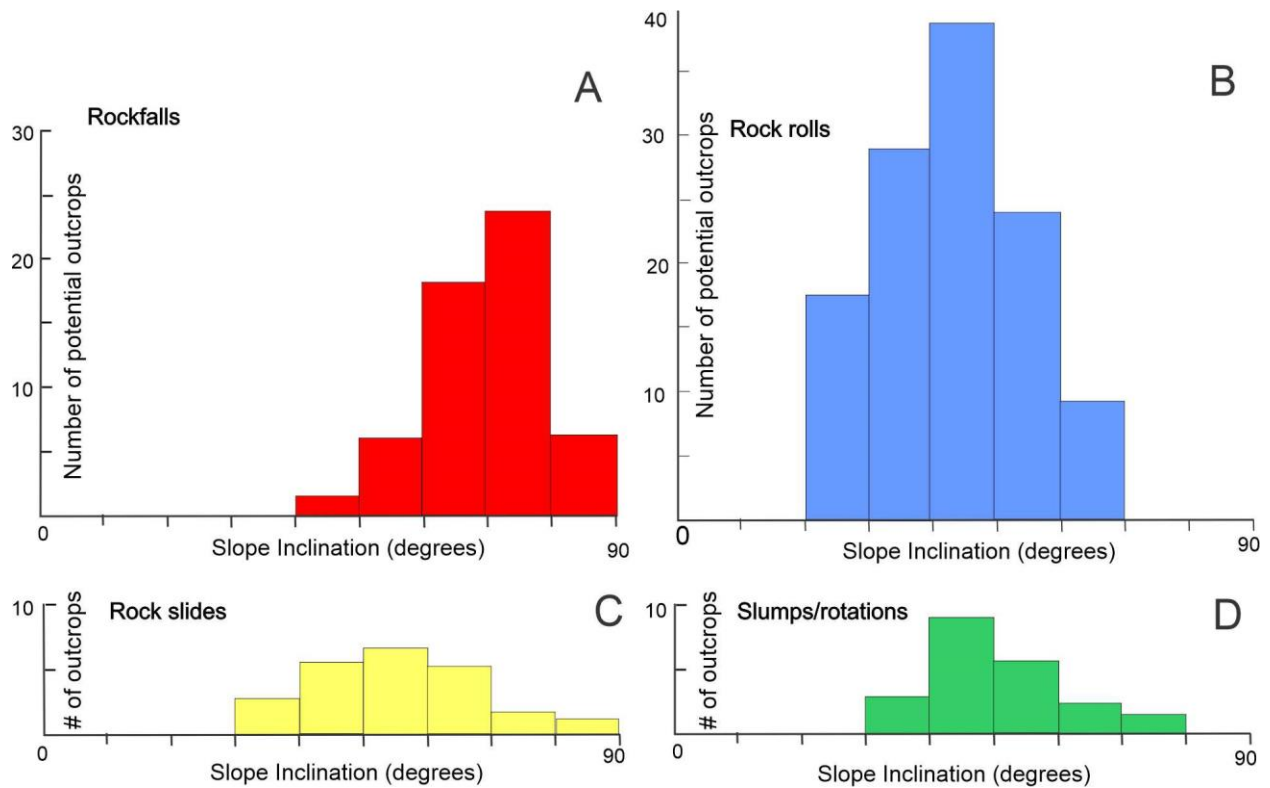 A
Rockfalls
30
20
10
Number of potential outcrops
0
90
Slope Inclination (degrees)
B
Rock rolls
40
30
20
10
Number of potential outcrops
0
90
Slope Inclination (degrees)
C
Rock slides
10
# of outcrops
0
90
Slope Inclination (degrees)
D
Slumps/rotations
10
# of outcrops
0
90
Slope Inclination (degrees)